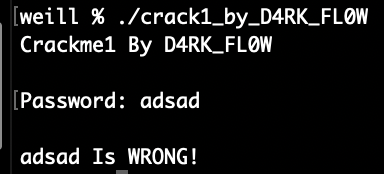 [weill % ./crack1_by_D4RK_FL0W
Crackme1 By D4RK_FL0W
[Password: adsad
adsad Is WRONG!